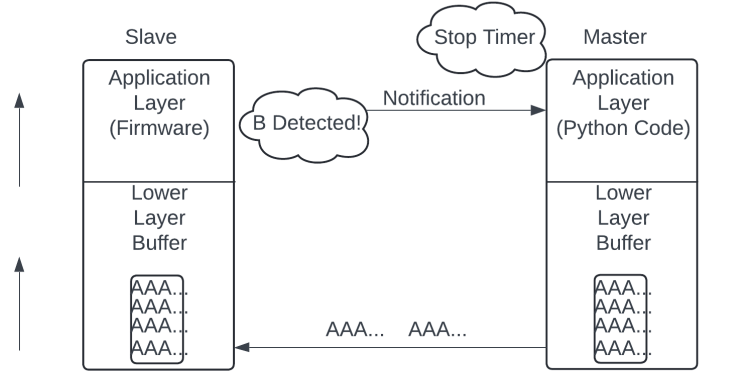 Slave
Master
Stop Timer
Application
Layer
(Firmware)
B Detected!
Notification
Application
Layer
(Python Code)
Lower
Layer
Buffer
Lower
Layer
Buffer
AAA...
AAA...
AAA...
AAA...
AAA... AAA...
AAA...
AAA...
AAA...
AAA...